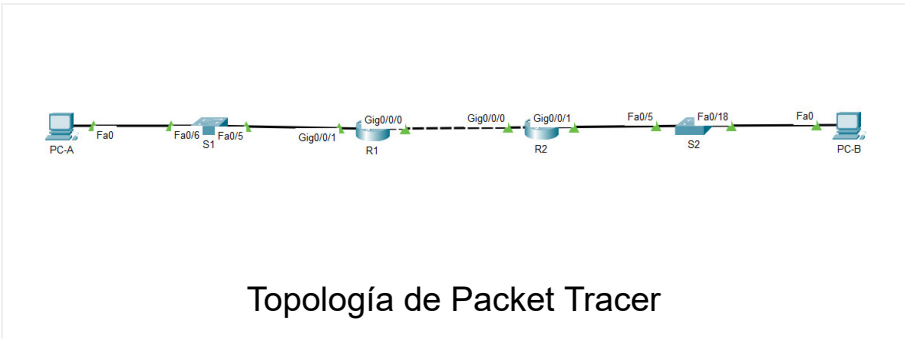 Gig0/0/0 Gig0/0/0 Gig0/0/1 Fa0/5 Fa0/18 Fa0
Fa0 Fa0/6 Fa0/5 Gig0/0/1
PC-A S1 R1 R2 S2 PC-B
Topología de Packet Tracer